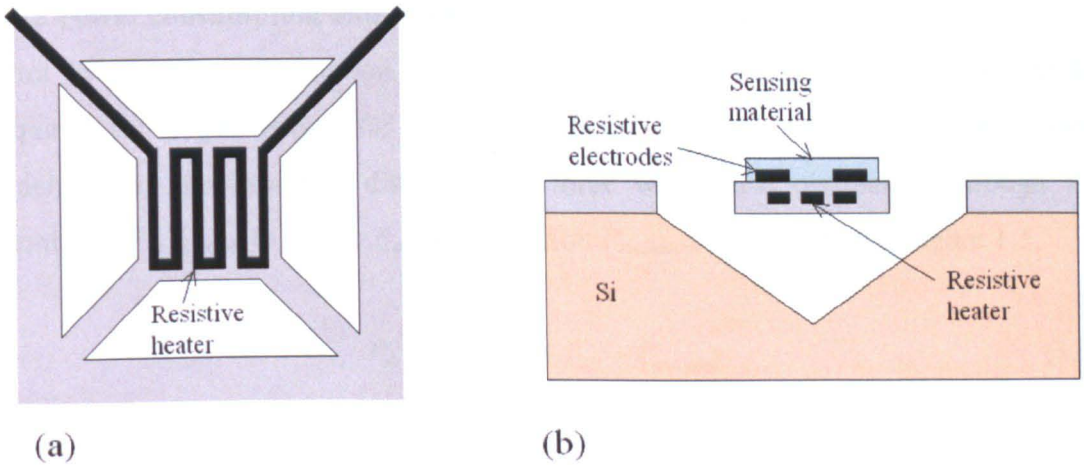 Resistive
heater
(a)
Sensing
material
Resistive
electrodes
Si
Resistive
heater
(b)